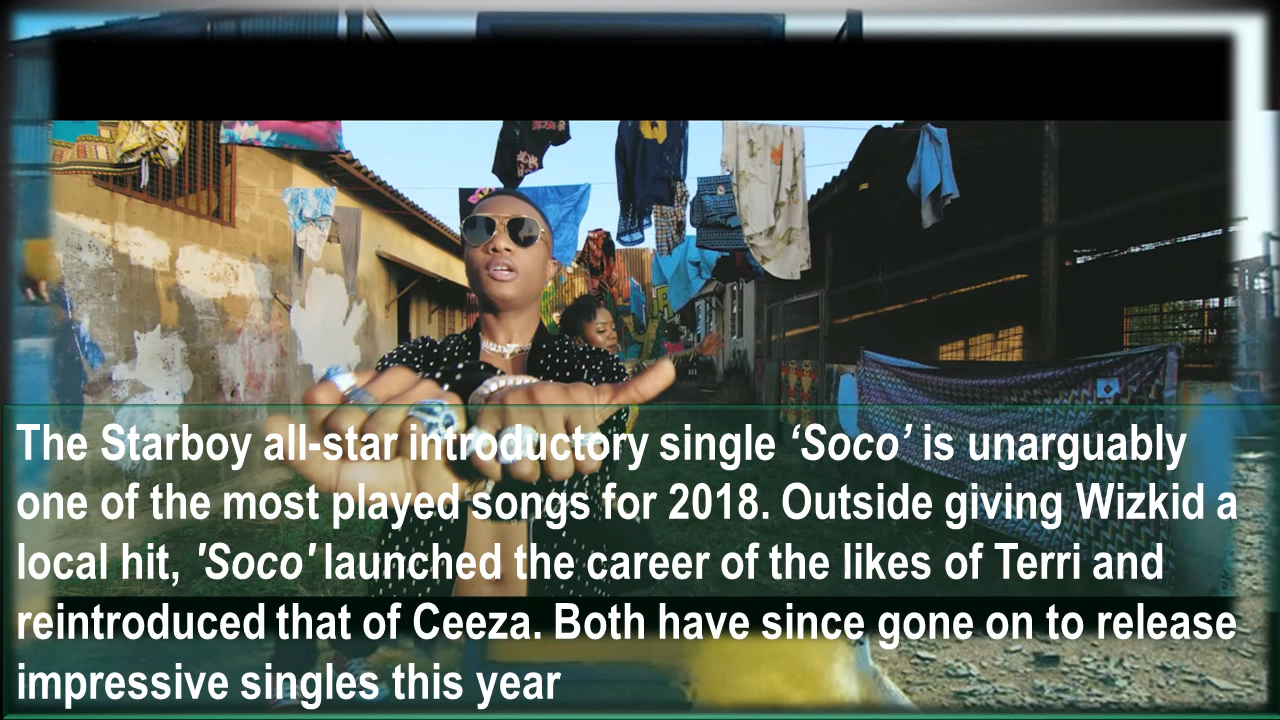 The Starboy all-star introductory single ‘Soco’ is unarguably
one of the most played songs for 2018. Outside giving Wizkid a
local hit, 'Soco' launched the career of the likes of Terri and
reintroduced that of Ceeza. Both have since gone on to release
impressive singles this year